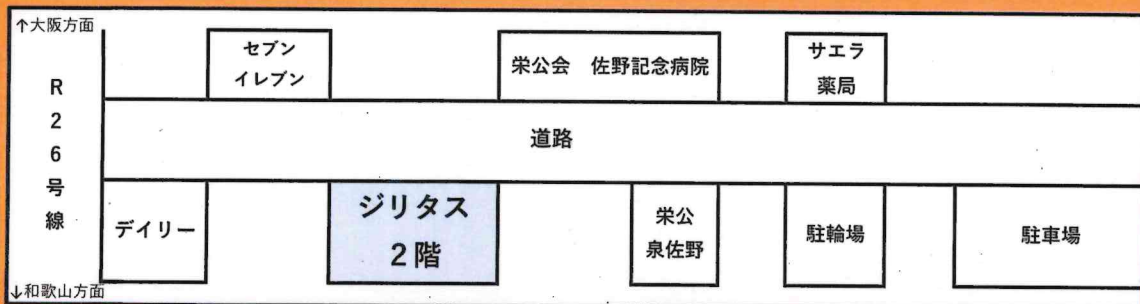 ↑大阪方面
R26号線
↓和歌山方面
セブン
イレブン
栄公会 佐野記念病院
サエラ
薬局
道路
デイリー
ジリタス
2階
栄公
泉佐野
駐輪場
駐車場